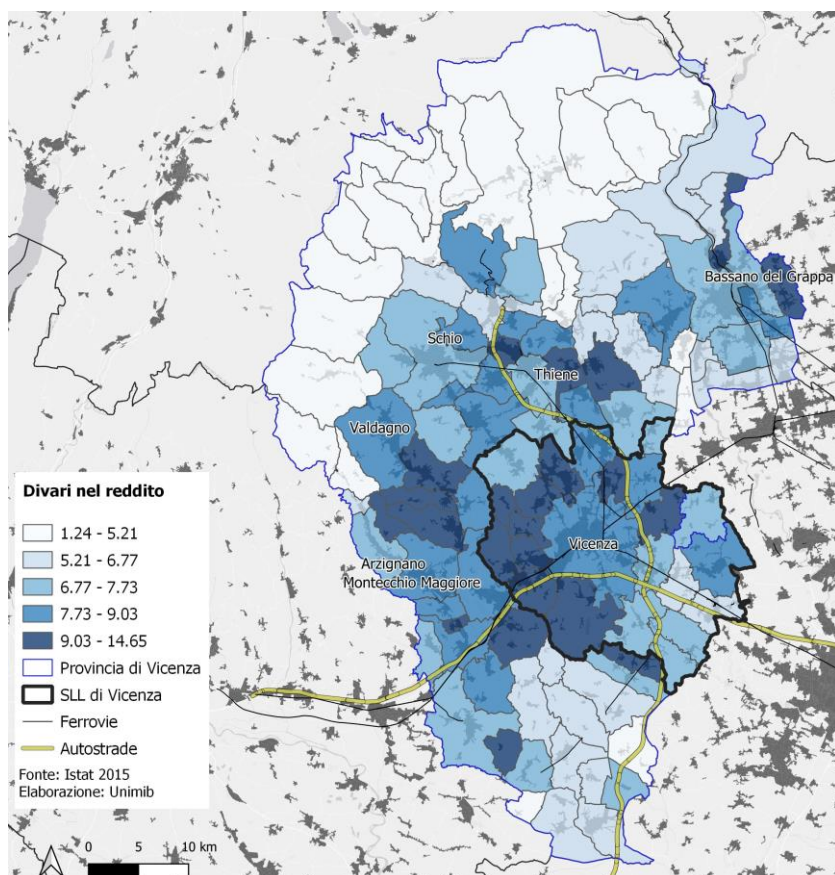 Bassano del Grappa
Schio
Thiene
Valdagno
Vicenza
Arzignano
Montecchio Maggiore
Divari nel reddito
1.24 - 5.21
5.21 - 6.77
6.77 - 7.73
7.73 - 9.03
9.03 - 14.65
Provincia di Vicenza
SLL di Vicenza
Ferrovie
Autostrade
Fonte: Istat 2015
Elaborazione: Unimib
0 5 10 km